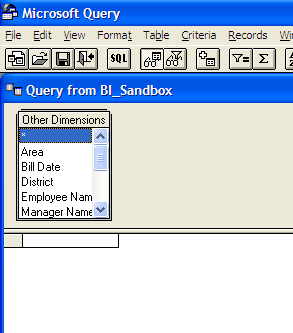 Microsoft Query
File Edit View Format Table Criteria Records
SQL
Query from BI_Sandbox
Other Dimensions
*
Area
Bill Date
District
Employee Nam
Manager Name